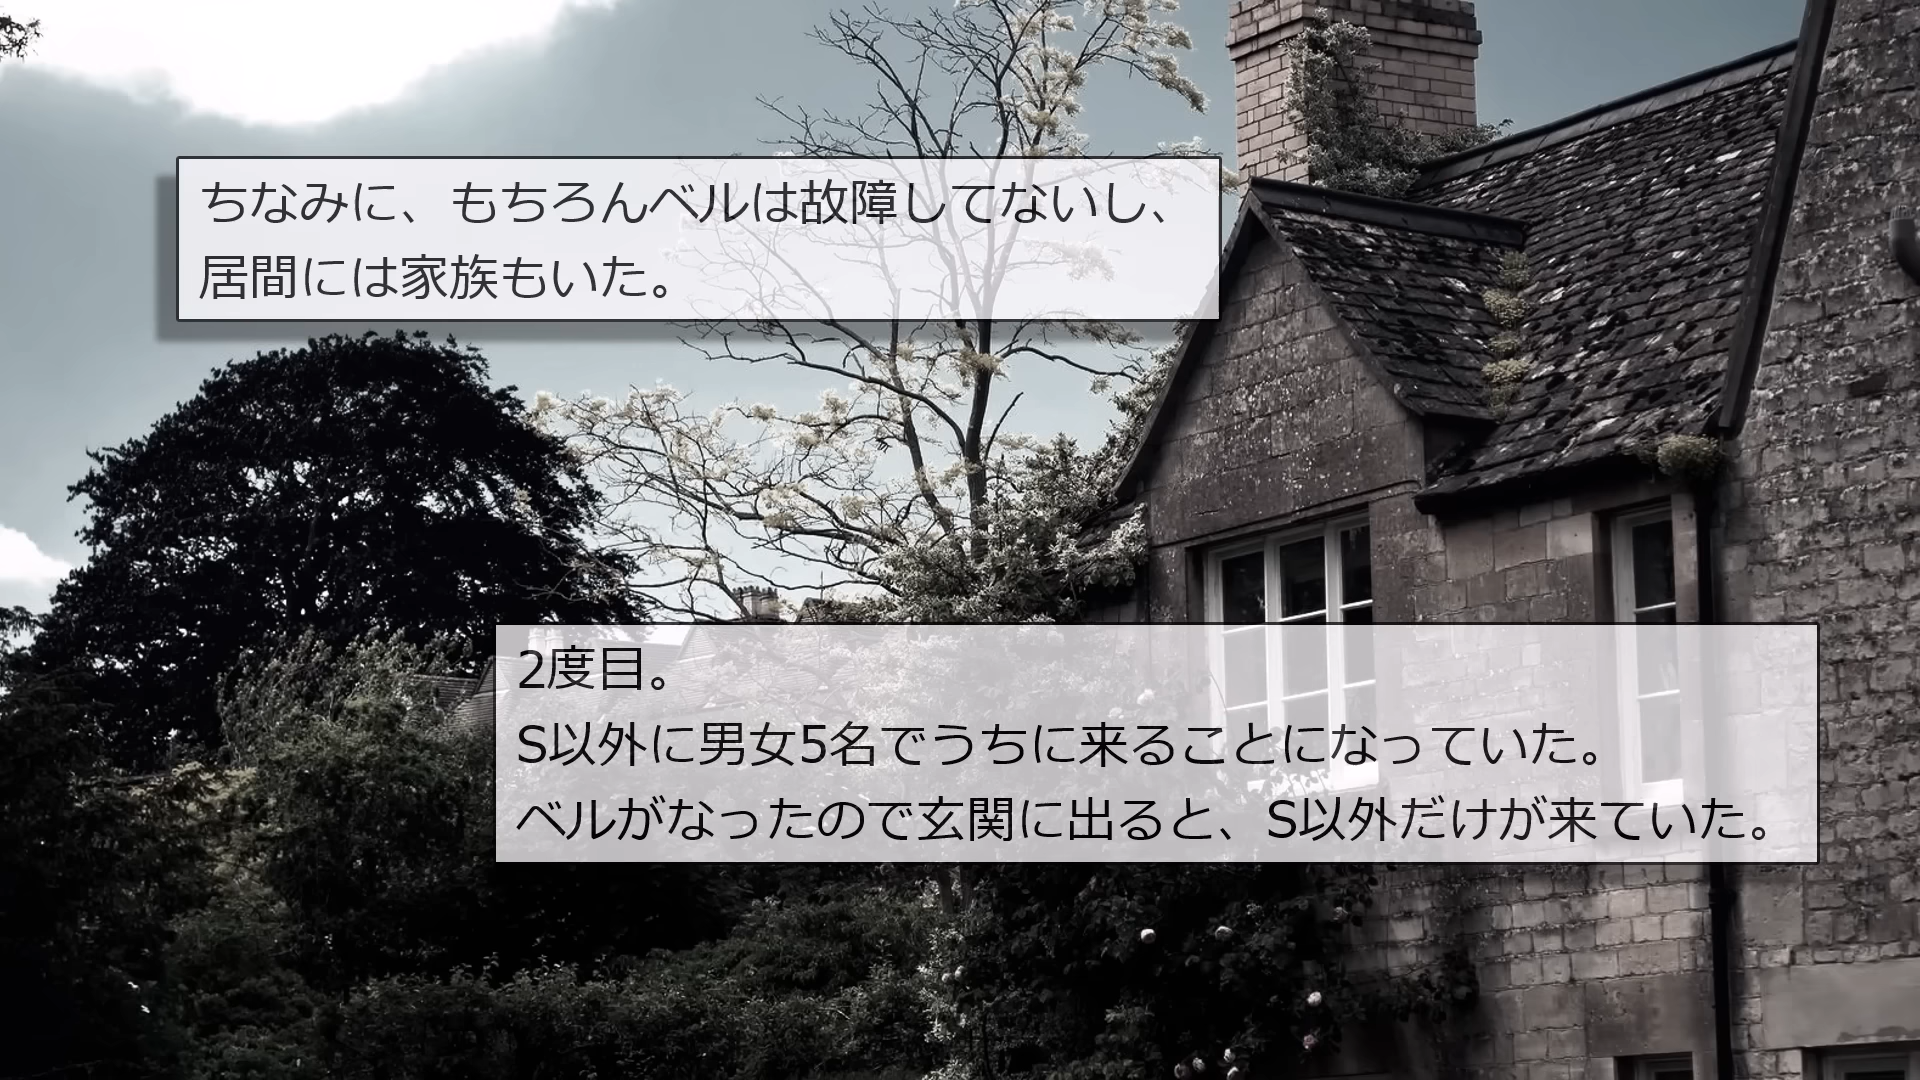 ちなみに、もちろんベルは故障してないし、
居間には家族もいた。
2度目。
S以外に男女5名でうちに来ることになっていた。
ベルがなったので玄関に出ると、S以外だけが来ていた。